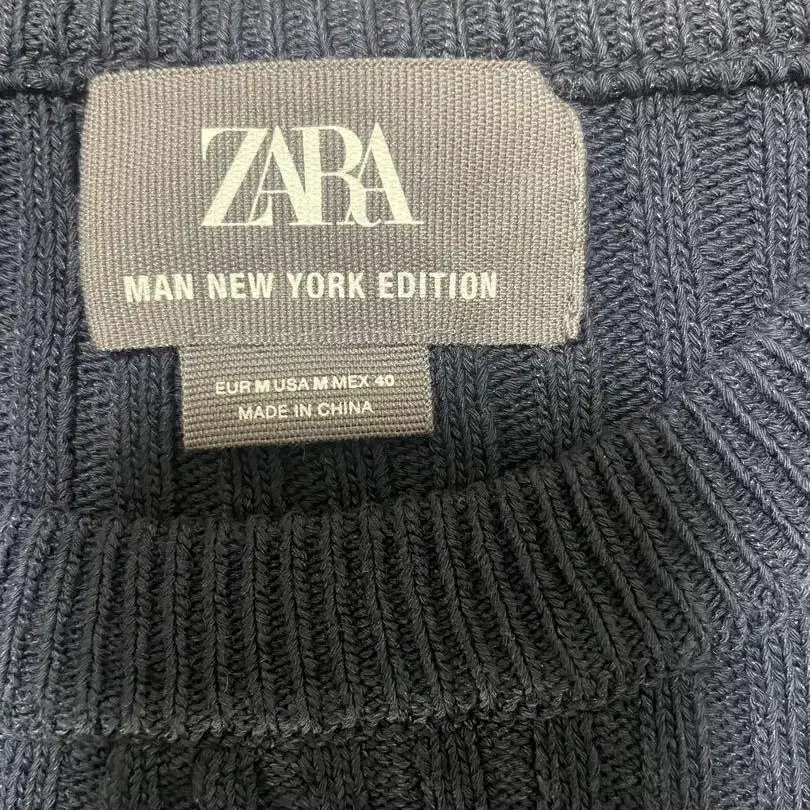 ZARA
MAN NEW YORK EDITION
EUR M USA M MEX 40
MADE IN CHINA